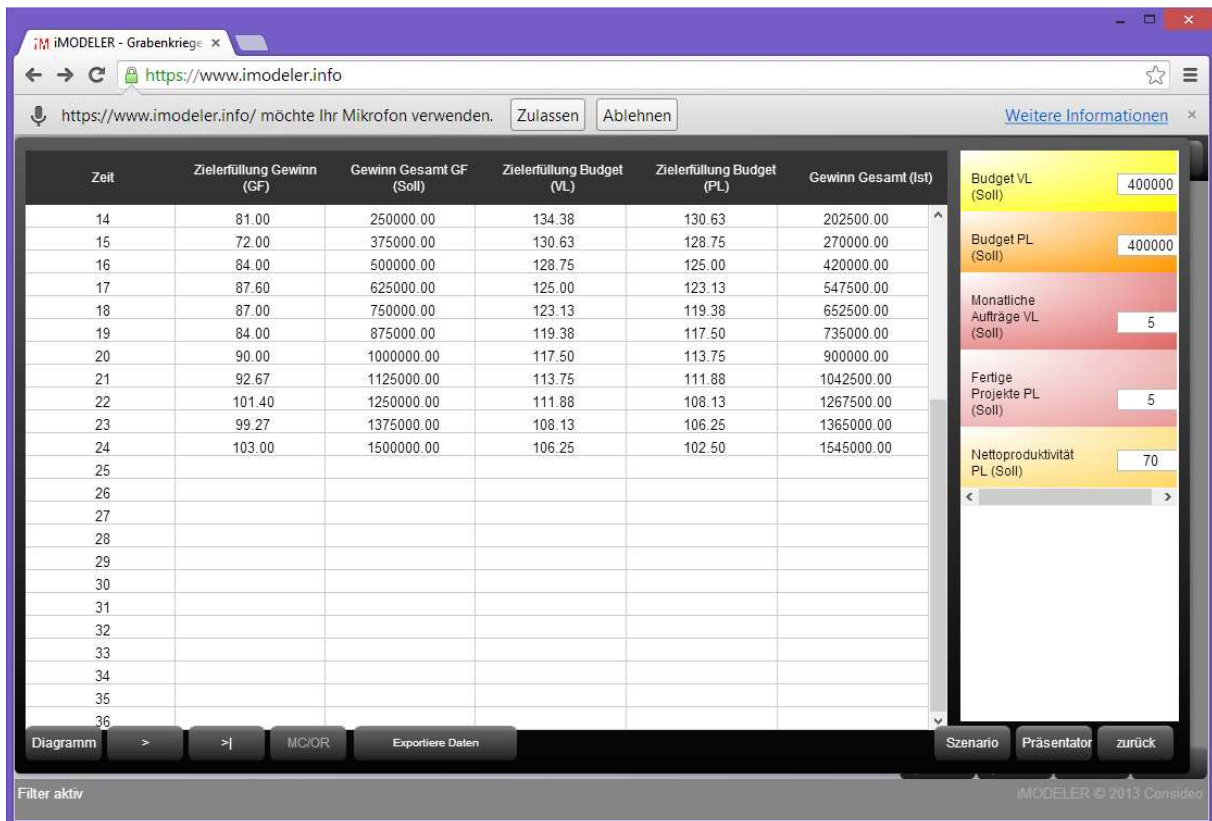 iM iMODELER - Grabenkriege ×
https://www.imodeler.info
https://www.imodeler.info/ möchte Ihr Mikrofon verwenden. Zulassen Ablehnen Weitere Informationen ×
Zeit Zielerfüllung Gewinn (GF) Gewinn Gesamt GF (Soll) Zielerfüllung Budget (VL) Zielerfüllung Budget (PL) Gewinn Gesamt (Ist)
14 81.00 250000.00 134.38 130.63 202500.00
15 72.00 375000.00 130.63 128.75 270000.00
16 84.00 500000.00 128.75 125.00 420000.00
17 87.60 625000.00 125.00 123.13 547500.00
18 87.00 750000.00 123.13 119.38 652500.00
19 84.00 875000.00 119.38 117.50 735000.00
20 90.00 1000000.00 117.50 113.75 900000.00
21 92.67 1125000.00 113.75 111.88 1042500.00
22 101.40 1250000.00 111.88 108.13 1267500.00
23 99.27 1375000.00 108.13 106.25 1365000.00
24 103.00 1500000.00 106.25 102.50 1545000.00
25
26
27
28
29
30
31
32
33
34
35
36
Budget VL
(Soll)
400000
Budget PL
(Soll)
400000
Monatliche
Aufträge VL
(Soll)
5
Fertige
Projekte PL
(Soll)
5
Nettoproduktivität
PL (Soll)
70
Diagramm > >| MC/OR Exportiere Daten Szenario Präsentator zurück
Filter aktiv iMODELER © 2013 Consideo